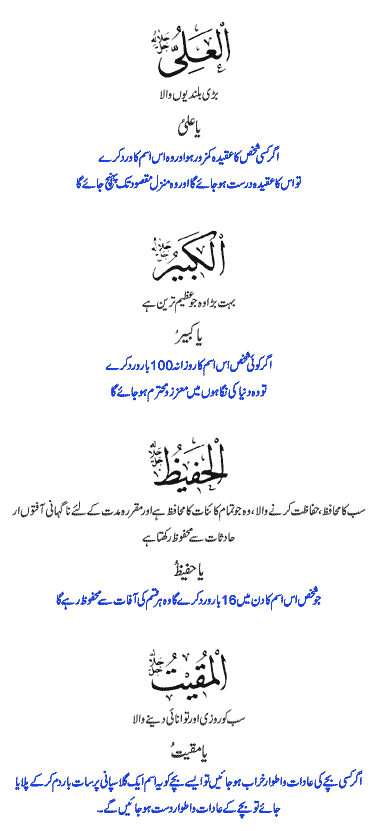 الْعَلِیُّ جل جلالہ
بڑی بلندیوں والا
یا علیُ
اگر کسی شخص کا عقیدہ کمزور ہو اور وہ اس اسم کا ورد کرے
تو اس کا عقیدہ درست ہو جائے گا اور وہ منزل مقصود تک پہنچ جائے گا
الْکَبِیْرُ جل جلالہ
بہت بڑا وہ جو عظیم ترین ہے
یا کبیرُ
اگر کوئی شخص اس اسم کا روزانہ 100 بار ورد کرے
تو وہ دنیا کی نگاہوں میں معزز و محترم ہو جائے گا
الْحَفِیْظُ جل جلالہ
سب کا محافظ، حفاظت کرنے والا، وہ جو تمام کائنات کا محافظ ہے اور مقررہ مدت کے لئے ناگہانی آفتوں ار
حادثات سے محفوظ رکھتا ہے
یا حفیظُ
جو شخص اس اسم کا دن میں 16 بار ورد کرے گا وہ ہر قسم کی آفات سے محفوظ رہے گا
الْمُقِیْتُ جل جلالہ
سب کو روزی اور توانائی دینے والا
یا مقیتُ
اگر کسی بچے کی عادات و اطوار خراب ہو جائیں تو ایسے بچے کو یہ اسم ایک گلاس پانی پر سات بار دم کر کے پلایا
جائے تو بچے کے عادات و اطوار دست ہو جائیں گے۔